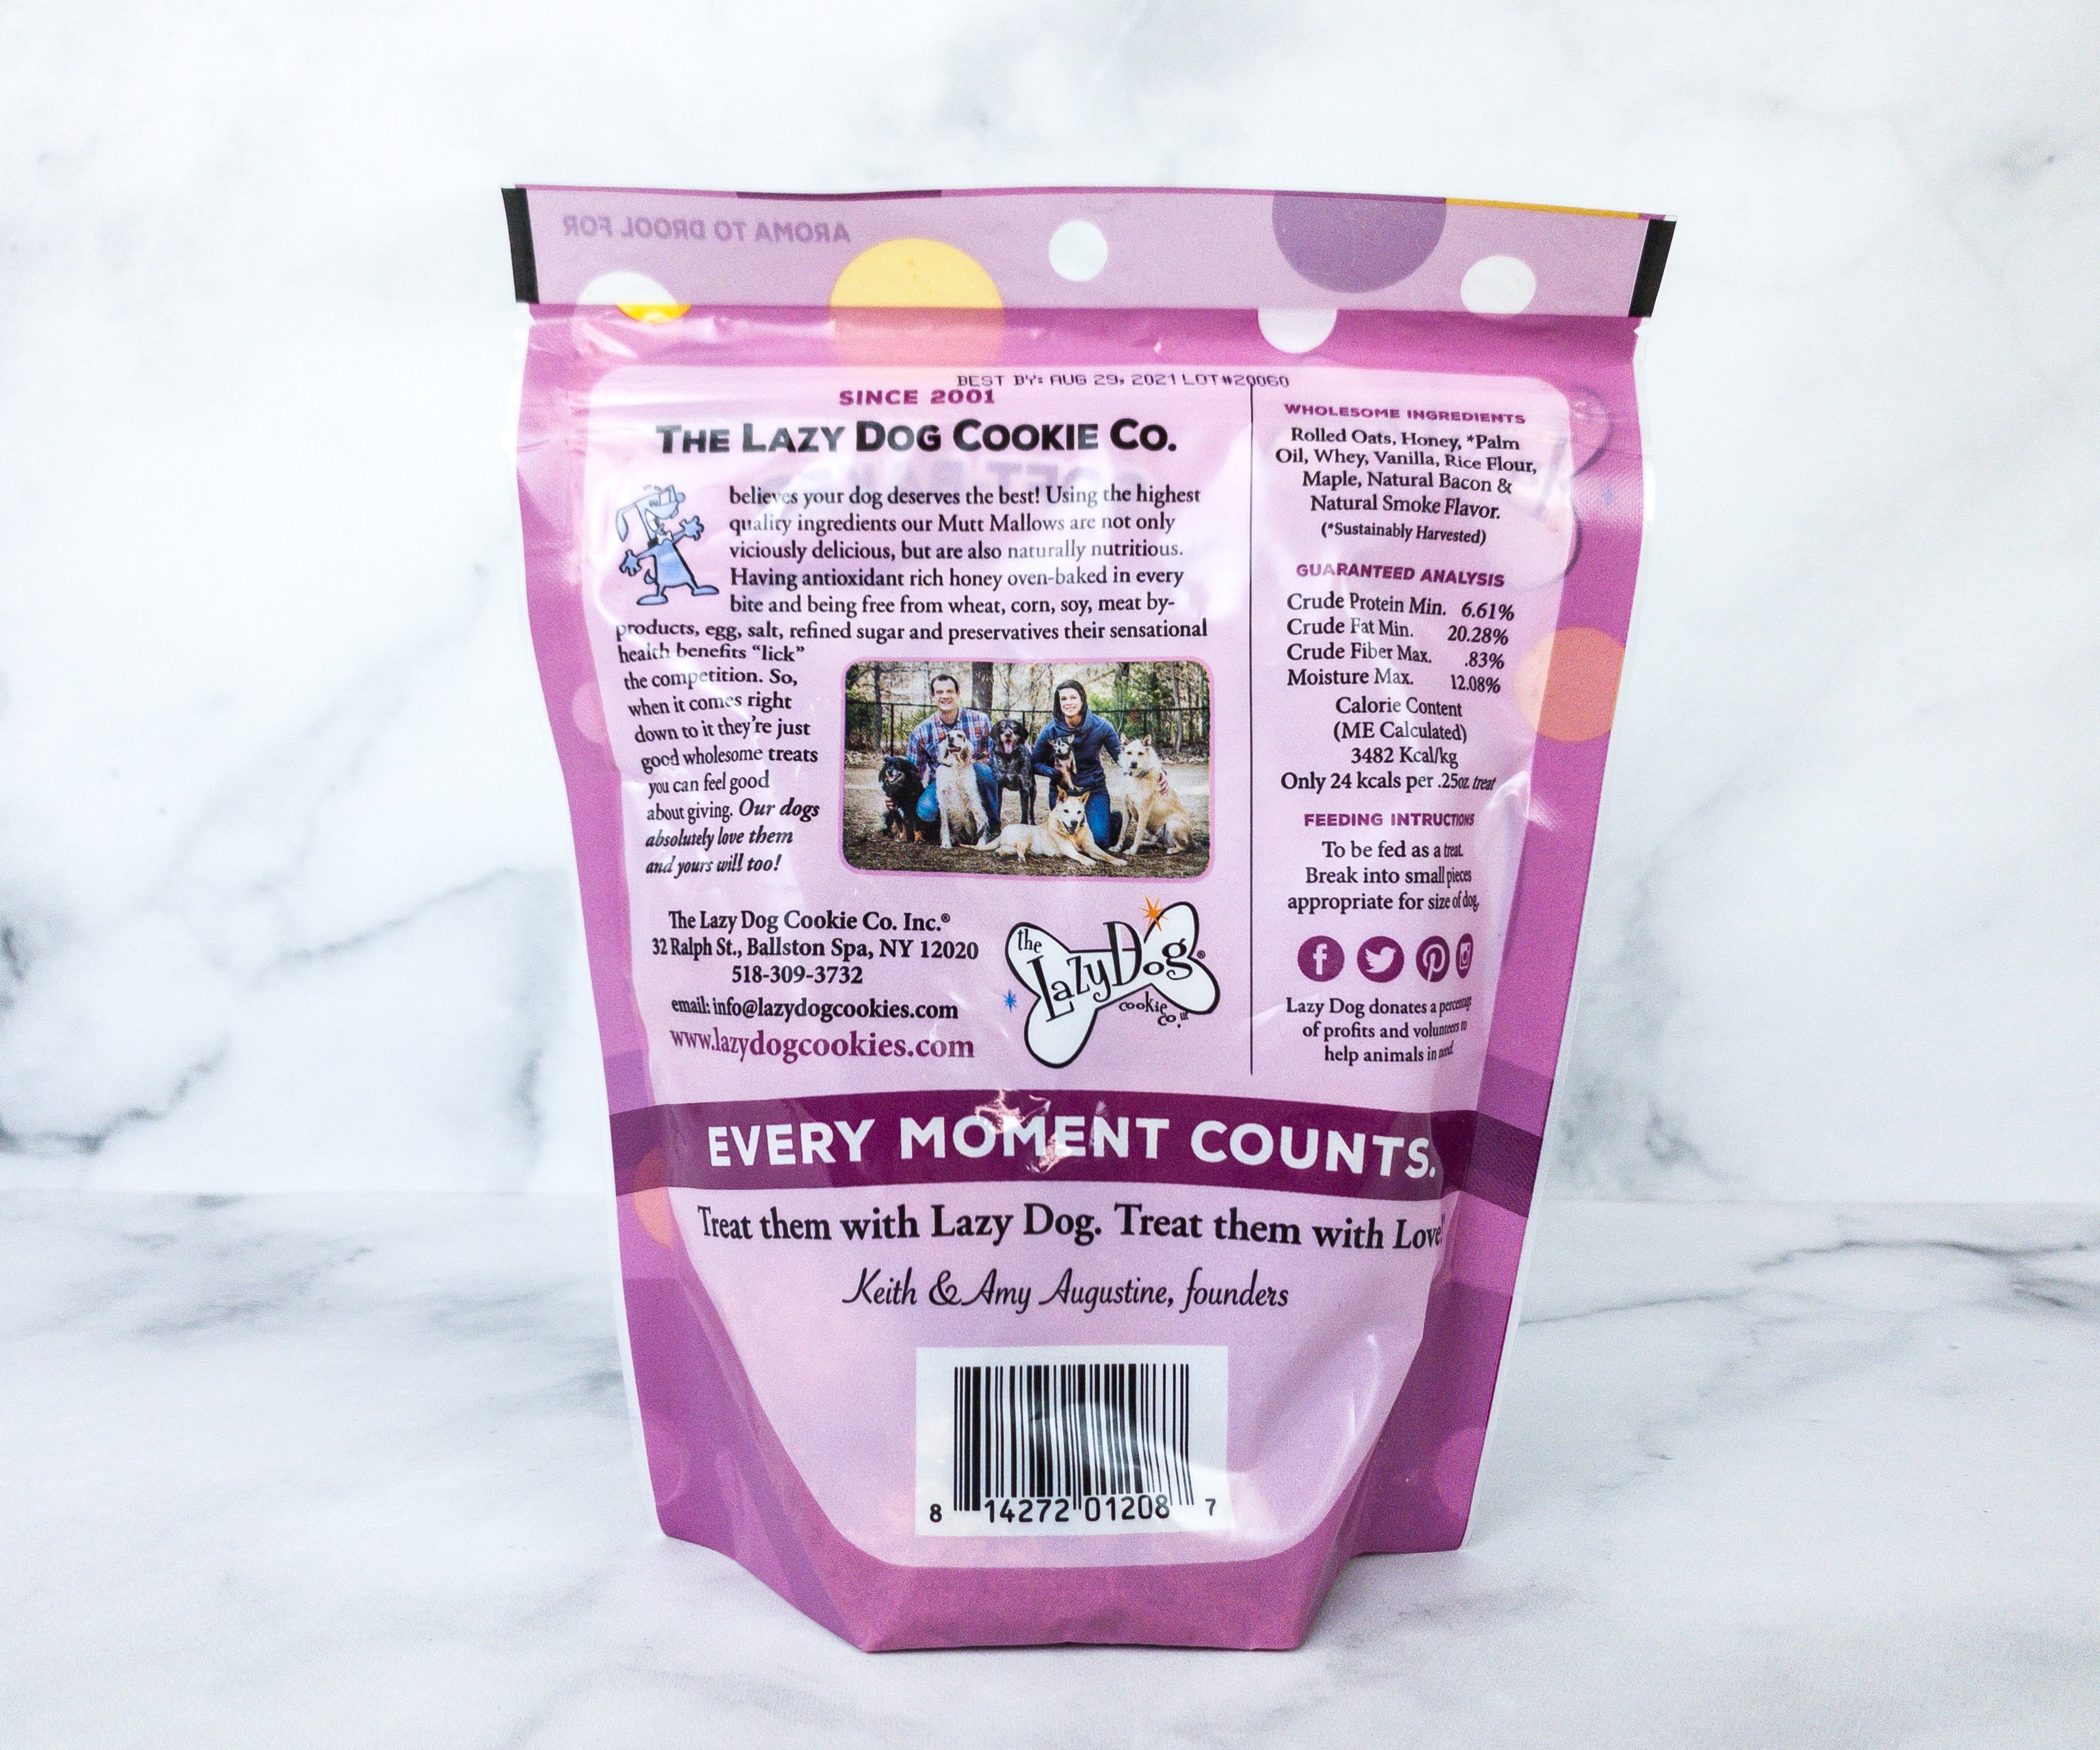 AROMA TO DROOL FOR
BEST BY: AUG 29, 2021 LOT#20060
SINCE 2001
THE LAZY DOG COOKIE CO.
believes your dog deserves the best! Using the highest
quality ingredients our Mutt Mallows are not only
viciously delicious, but are also naturally nutritious.
Having antioxidant rich honey oven-baked in every
bite and being free from wheat, corn, soy, meat by-
products, egg, salt, refined sugar and preservatives their sensational
health benefits “lick”
the competition. So,
when it comes right
down to it they’re just
good wholesome treats
you can feel good
about giving. Our dogs
absolutely love them
and yours will too!
The Lazy Dog Cookie Co. Inc.®
32 Ralph St., Ballston Spa, NY 12020
518-309-3732
email: info@lazydogcookies.com
www.lazydogcookies.com
the
Lazy Dog®
cookie
co.
WHOLESOME INGREDIENTS
Rolled Oats, Honey, *Palm
Oil, Whey, Vanilla, Rice Flour,
Maple, Natural Bacon &
Natural Smoke Flavor.
(*Sustainably Harvested)
GUARANTEED ANALYSIS
Crude Protein Min. 6.61%
Crude Fat Min. 20.28%
Crude Fiber Max. .83%
Moisture Max. 12.08%
Calorie Content
(ME Calculated)
3482 Kcal/kg
Only 24 kcals per .25oz. treat
FEEDING INTRUCTIONS
To be fed as a treat.
Break into small pieces
appropriate for size of dog.
Lazy Dog donates a percentage
of profits and volunteers to
help animals in need.
EVERY MOMENT COUNTS.
Treat them with Lazy Dog. Treat them with Love
Keith & Amy Augustine, founders
8 14272 01208 7